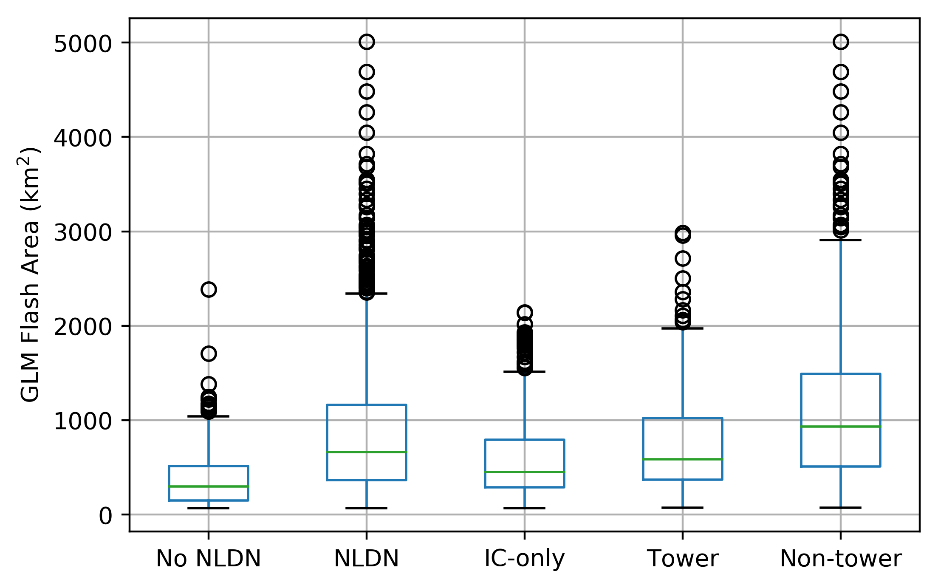 GLM Flash Area (km²)
5000
4000
3000
2000
1000
0
No NLDN
NLDN
IC-only
Tower
Non-tower